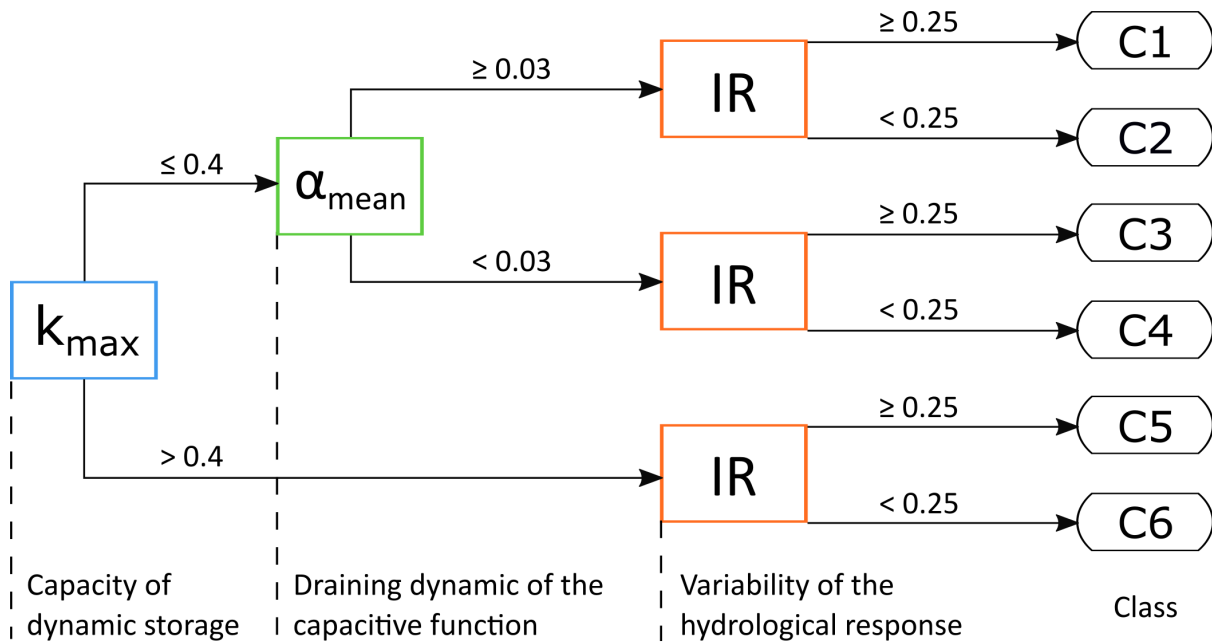 ≥ 0.25
C1
≥ 0.03
IR
< 0.25
C2
≤ 0.4
αmean
≥ 0.25
C3
< 0.03
IR
< 0.25
C4
kmax
≥ 0.25
C5
> 0.4
IR
< 0.25
C6
Capacity of
dynamic storage
Draining dynamic of the
capacitive function
Variability of the
hydrological response
Class